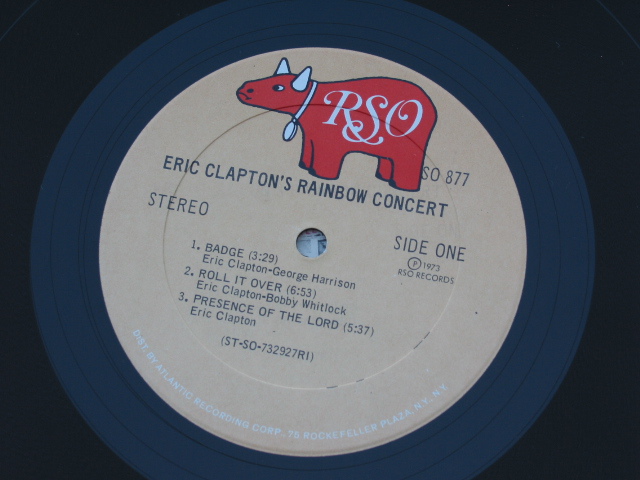 RSO
SO 877
ERIC CLAPTON'S RAINBOW CONCERT
STEREO
SIDE ONE
℗ 1973
RSO RECORDS
1. BADGE (3:29)
Eric Clapton-George Harrison
2. ROLL IT OVER (6:53)
Eric Clapton-Bobby Whitlock
3. PRESENCE OF THE LORD (5:37)
Eric Clapton
(ST-SO-732927RI)
DIST. BY ATLANTIC RECORDING CORP., 75 ROCKEFELLER PLAZA, N.Y., N.Y.